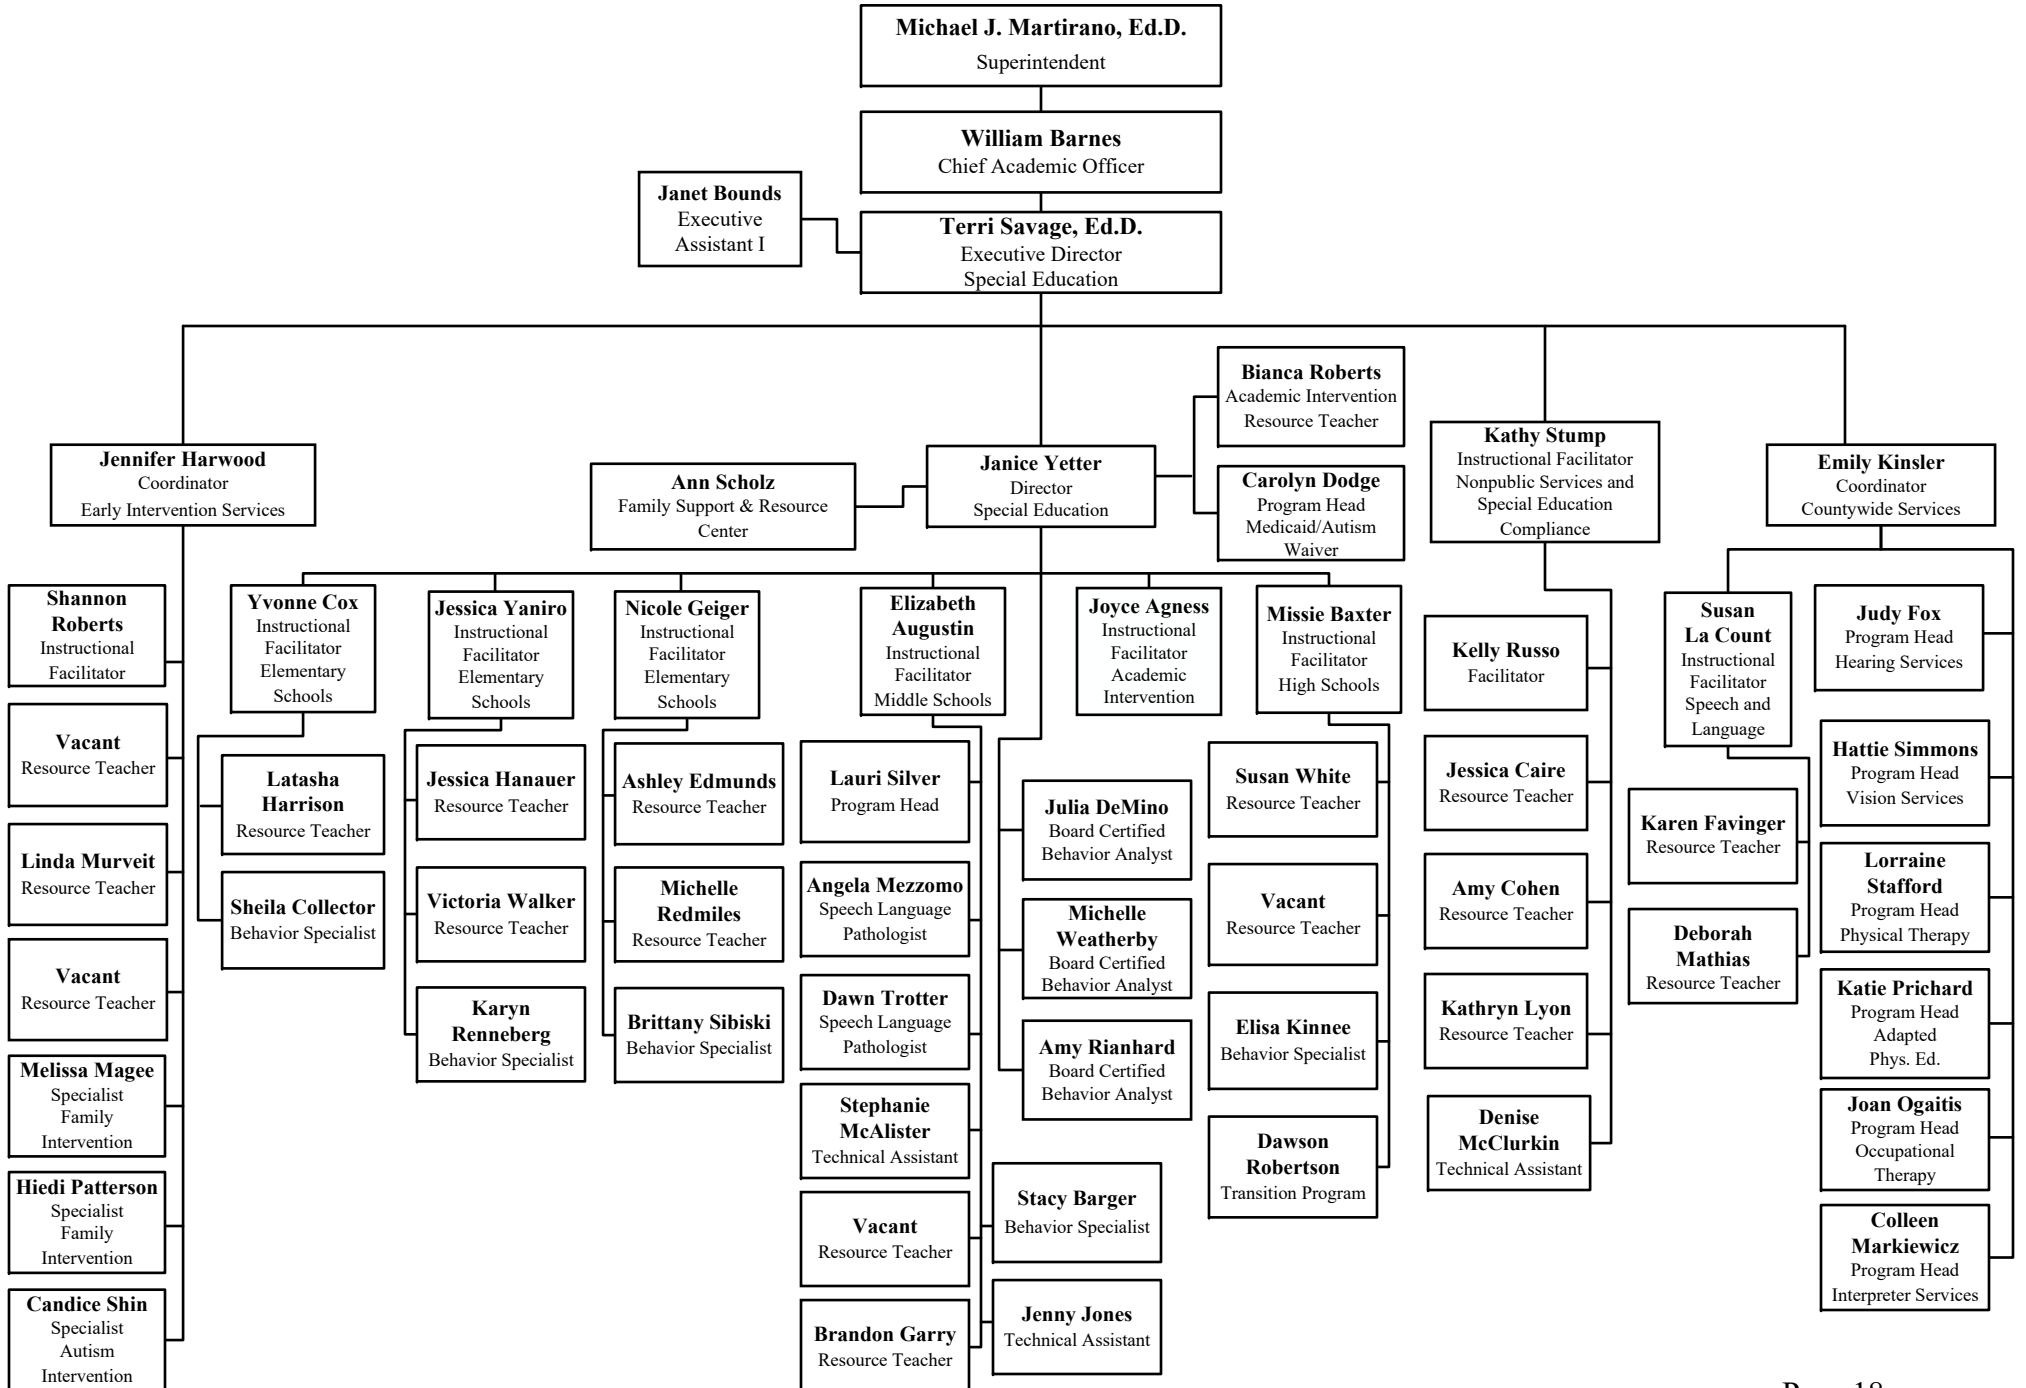 Michael J. Martirano, Ed.D.
Superintendent
William Barnes
Chief Academic Officer
Janet Bounds
Executive
Assistant I
Terri Savage, Ed.D.
Executive Director
Special Education
Jennifer Harwood
Coordinator
Early Intervention Services
Ann Scholz
Family Support & Resource
Center
Janice Yetter
Director
Special Education
Bianca Roberts
Academic Intervention
Resource Teacher
Carolyn Dodge
Program Head
Medicaid/Autism
Waiver
Kathy Stump
Instructional Facilitator
Nonpublic Services and
Special Education
Compliance
Emily Kinsler
Coordinator
Countywide Services
Shannon
Roberts
Instructional
Facilitator
Vacant
Resource Teacher
Linda Murveit
Resource Teacher
Vacant
Resource Teacher
Melissa Magee
Specialist
Family
Intervention
Hiedi Patterson
Specialist
Family
Intervention
Candice Shin
Specialist
Autism
Intervention
Yvonne Cox
Instructional
Facilitator
Elementary
Schools
Latasha
Harrison
Resource Teacher
Sheila Collector
Behavior Specialist
Jessica Yaniro
Instructional
Facilitator
Elementary
Schools
Jessica Hanauer
Resource Teacher
Victoria Walker
Resource Teacher
Karyn
Renneberg
Behavior Specialist
Nicole Geiger
Instructional
Facilitator
Elementary
Schools
Ashley Edmunds
Resource Teacher
Michelle
Redmiles
Resource Teacher
Brittany Sibiski
Behavior Specialist
Elizabeth
Augustin
Instructional
Facilitator
Middle Schools
Lauri Silver
Program Head
Angela Mezzomo
Speech Language
Pathologist
Dawn Trotter
Speech Language
Pathologist
Stephanie
McAlister
Technical Assistant
Vacant
Resource Teacher
Brandon Garry
Resource Teacher
Stacy Barger
Behavior Specialist
Jenny Jones
Technical Assistant
Julia DeMino
Board Certified
Behavior Analyst
Michelle
Weatherby
Board Certified
Behavior Analyst
Amy Rianhard
Board Certified
Behavior Analyst
Joyce Agness
Instructional
Facilitator
Academic
Intervention
Missie Baxter
Instructional
Facilitator
High Schools
Susan White
Resource Teacher
Vacant
Resource Teacher
Elisa Kinnee
Behavior Specialist
Dawson
Robertson
Transition Program
Kelly Russo
Facilitator
Jessica Caire
Resource Teacher
Amy Cohen
Resource Teacher
Kathryn Lyon
Resource Teacher
Denise
McClurkin
Technical Assistant
Susan
La Count
Instructional
Facilitator
Speech and
Language
Karen Favinger
Resource Teacher
Deborah
Mathias
Resource Teacher
Judy Fox
Program Head
Hearing Services
Hattie Simmons
Program Head
Vision Services
Lorraine
Stafford
Program Head
Physical Therapy
Katie Prichard
Program Head
Adapted
Phys. Ed.
Joan Ogaitis
Program Head
Occupational
Therapy
Colleen
Markiewicz
Program Head
Interpreter Services